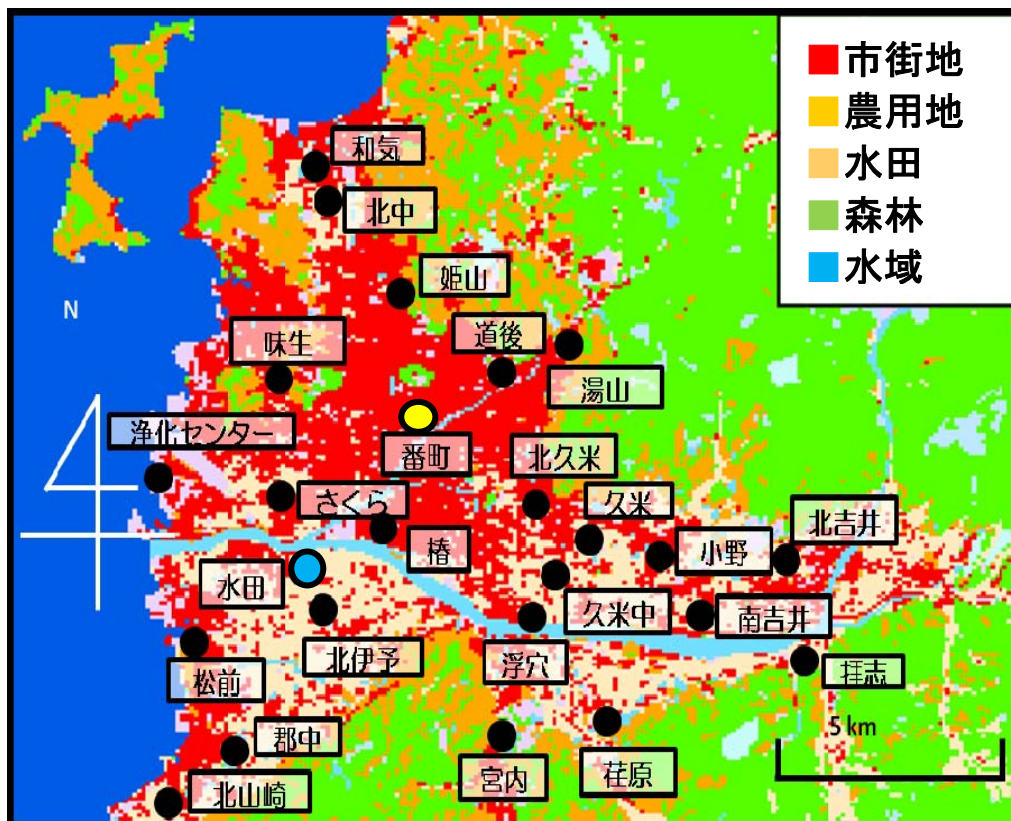 市街地
農用地
水田
森林
水域
和気
北中
姫山
N
味生
道後
湯山
浄化センター
番町
北久米
さくら
久米
北吉井
椿
小野
水田
久米中
南吉井
北伊予
浮穴
松前
拝志
郡中
5 km
宮内
荏原
北山崎